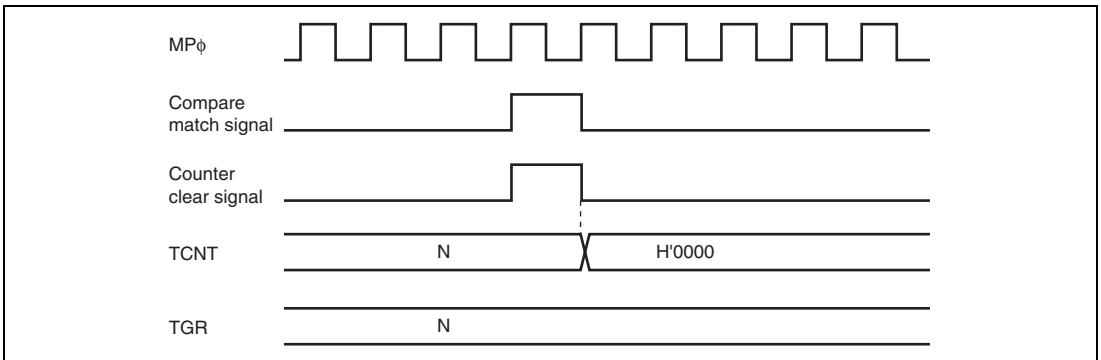 MPϕ
Compare
match signal
Counter
clear signal
TCNT
N
H'0000
TGR
N